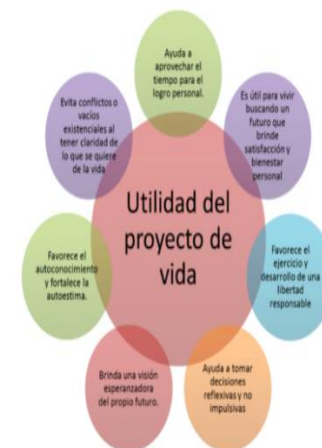 Ayuda a
aprovechar el
tiempo para el
logro personal.
Es útil para vivir
buscando un
futuro que
brinde
satisfacción y
bienestar
personal
Favorece el
ejercicio y
desarrollo de una
libertad
responsable
Ayuda a tomar
decisiones
reflexivas y no
impulsivas
Brinda una visión
esperanzadora
del propio futuro.
Favorece el
autoconocimiento
y fortalece la
autoestima.
Evita conflictos o
vacios
existenciales al
tener claridad de
lo que se quiere
de la vida
Utilidad del
proyecto de
vida